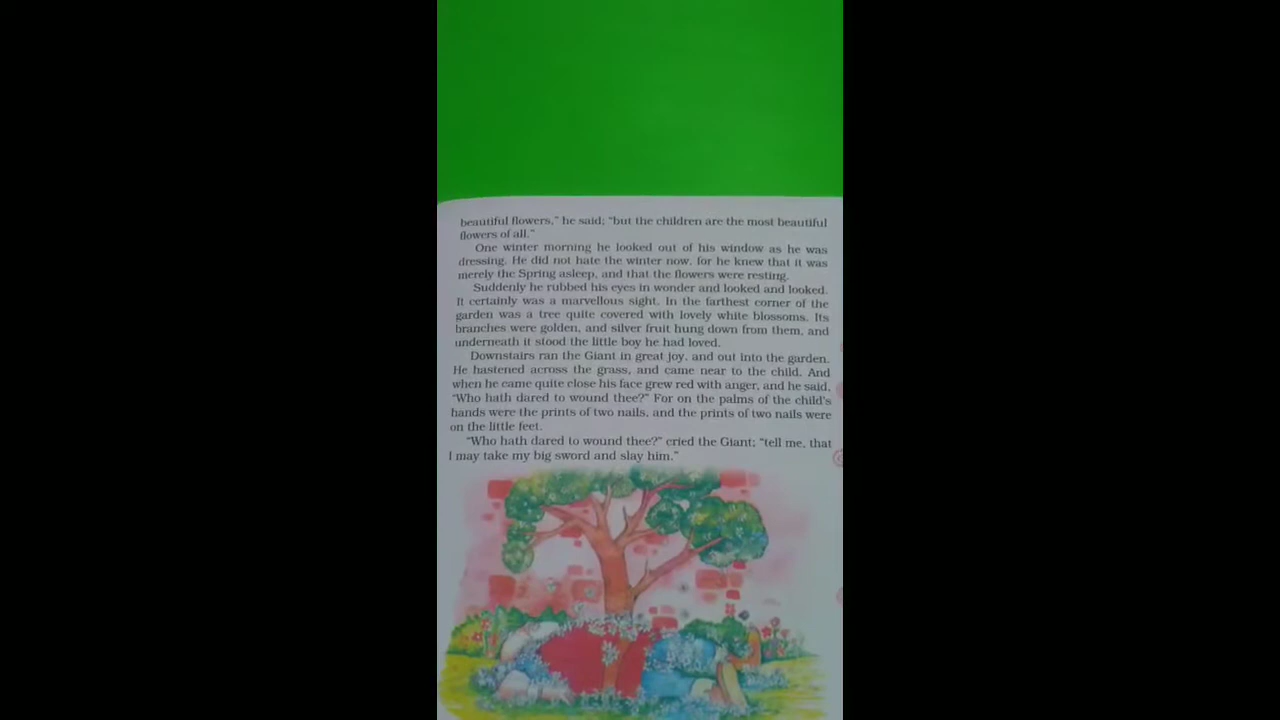 beautiful flowers," he said; "but the children are the most beautiful
flowers of all."
One winter morning he looked out of his window as he was
dressing. He did not hate the winter now, for he knew that it was
merely the Spring asleep, and that the flowers were resting.
Suddenly he rubbed his eyes in wonder and looked and looked.
It certainly was a marvellous sight. In the farthest corner of the
garden was a tree quite covered with lovely white blossoms. Its
branches were golden, and silver fruit hung down from them, and
underneath it stood the little boy he had loved.
Downstairs ran the Giant in great joy, and out into the garden.
He hastened across the grass, and came near to the child. And
when he came quite close his face grew red with anger, and he said,
"Who hath dared to wound thee?" For on the palms of the child's
hands were the prints of two nails, and the prints of two nails were
on the little feet.
"Who hath dared to wound thee?" cried the Giant; "tell me, that
I may take my big sword and slay him."